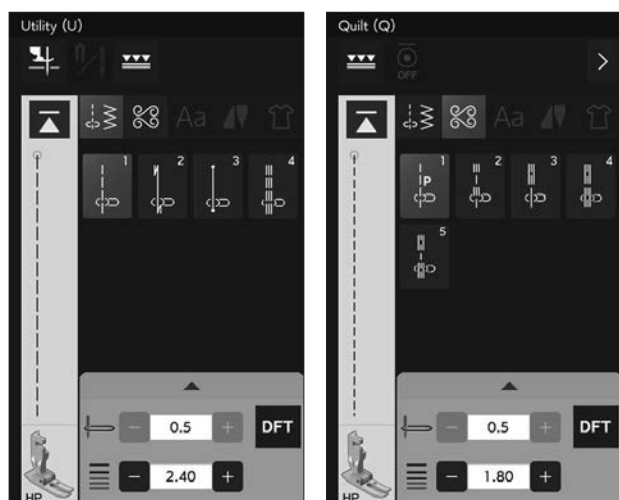 Utility (U)
Aa
1
2
3
4
0.5
DFT
2.40
HP
Quilt (Q)
OFF
Aa
1
P
2
3
4
5
0.5
DFT
1.80
HP